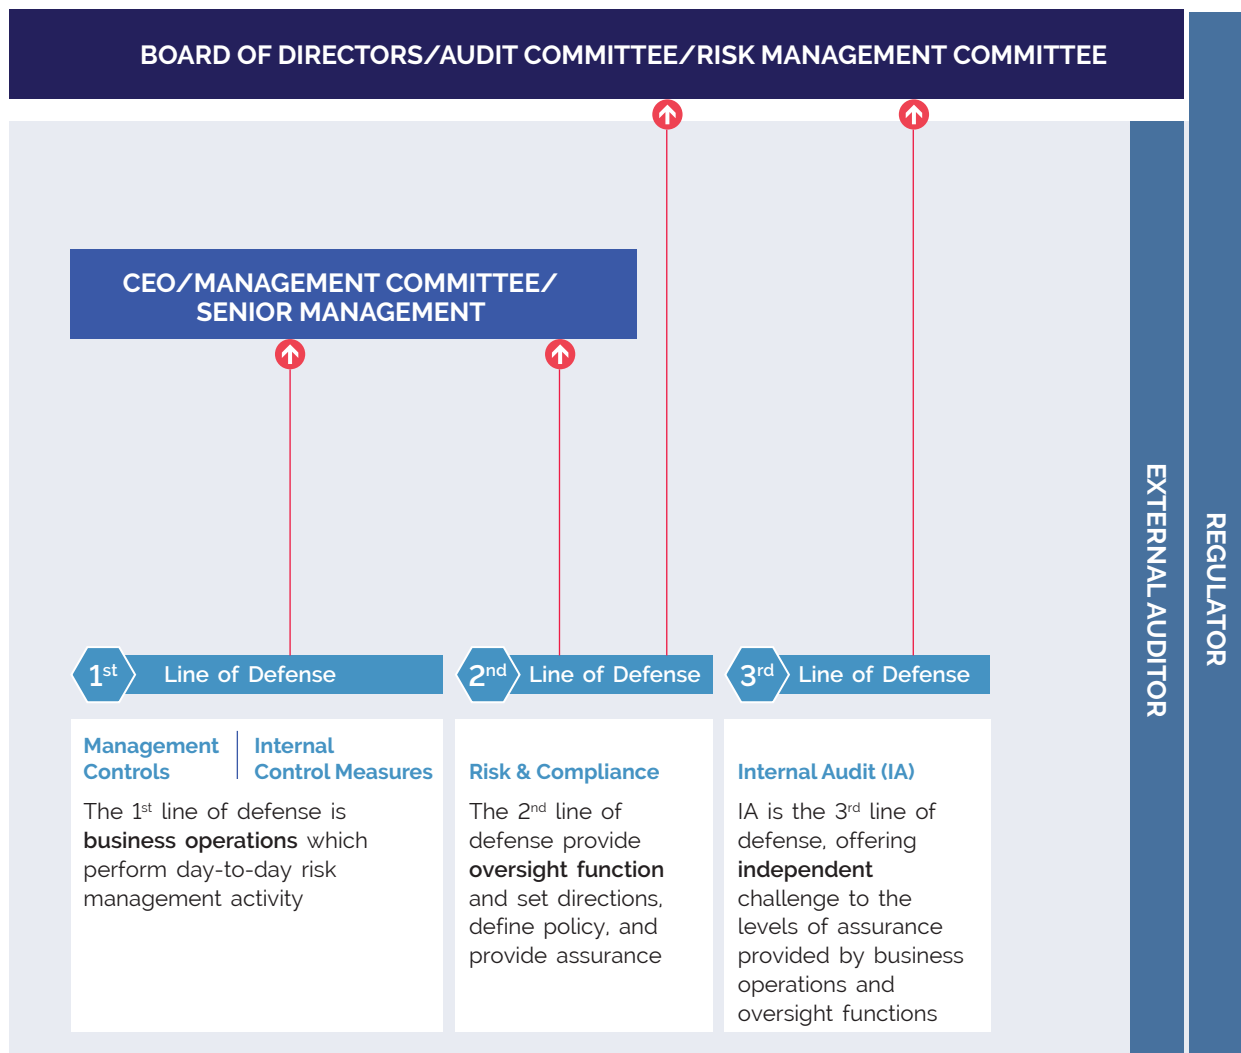 BOARD OF DIRECTORS/AUDIT COMMITTEE/RISK MANAGEMENT COMMITTEE
CEO/MANAGEMENT COMMITTEE/
SENIOR MANAGEMENT
1st Line of Defense
Management
Controls
Internal
Control Measures
The 1st line of defense is
business operations which
perform day-to-day risk
management activity
2nd Line of Defense
Risk & Compliance
The 2nd line of
defense provide
oversight function
and set directions,
define policy, and
provide assurance
3rd Line of Defense
Internal Audit (IA)
IA is the 3rd line of
defense, offering
independent
challenge to the
levels of assurance
provided by business
operations and
oversight functions
EXTERNAL AUDITOR
REGULATOR